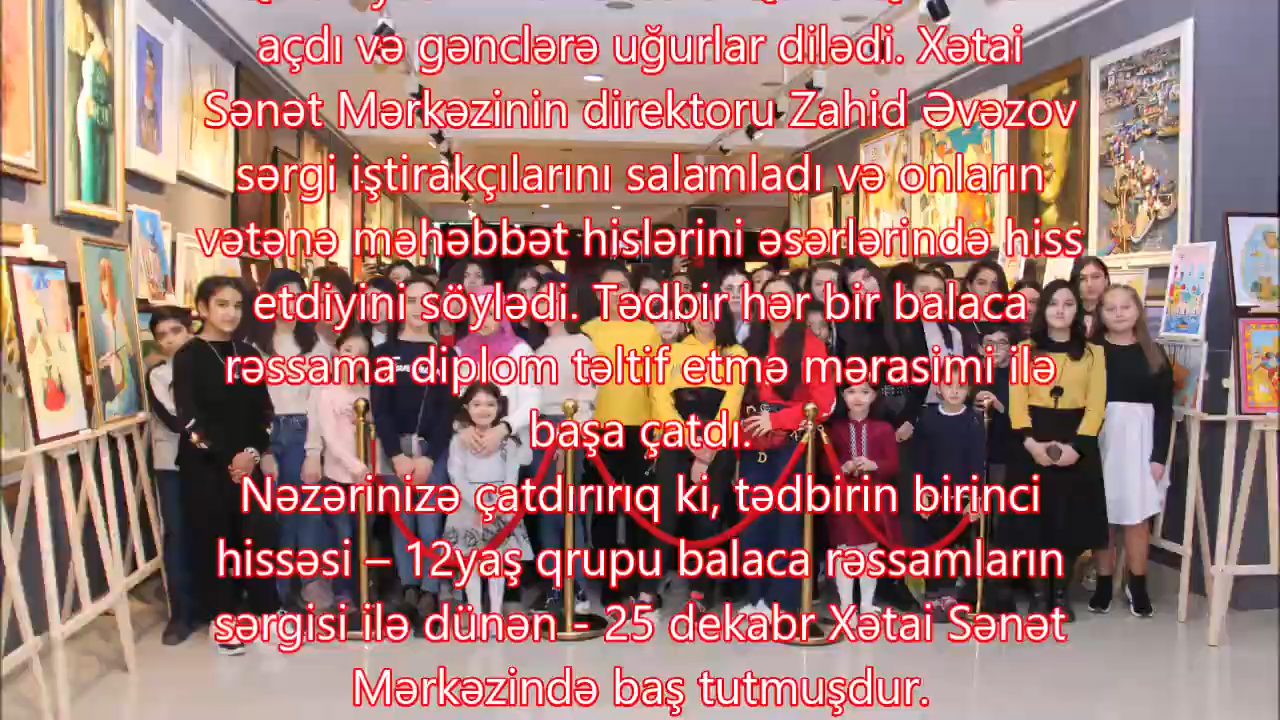 açdı və gənclərə uğurlar dilədi. Xətai
Sənət Mərkəzinin direktoru Zahid Əvəzov
sərgi iştirakçılarını salamladı və onların
vətənə məhəbbət hislərini əsərlərində hiss
etdiyini söylədi. Tədbir hər bir balaca
rəssama diplom təltif etmə mərasimi ilə
başa çatdı.
Nəzərinizə çatdırırıq ki, tədbirin birinci
hissəsi – 12yaş qrupu balaca rəssamların
sərgisi ilə dünən - 25 dekabr Xətai Sənət
Mərkəzində baş tutmuşdur.